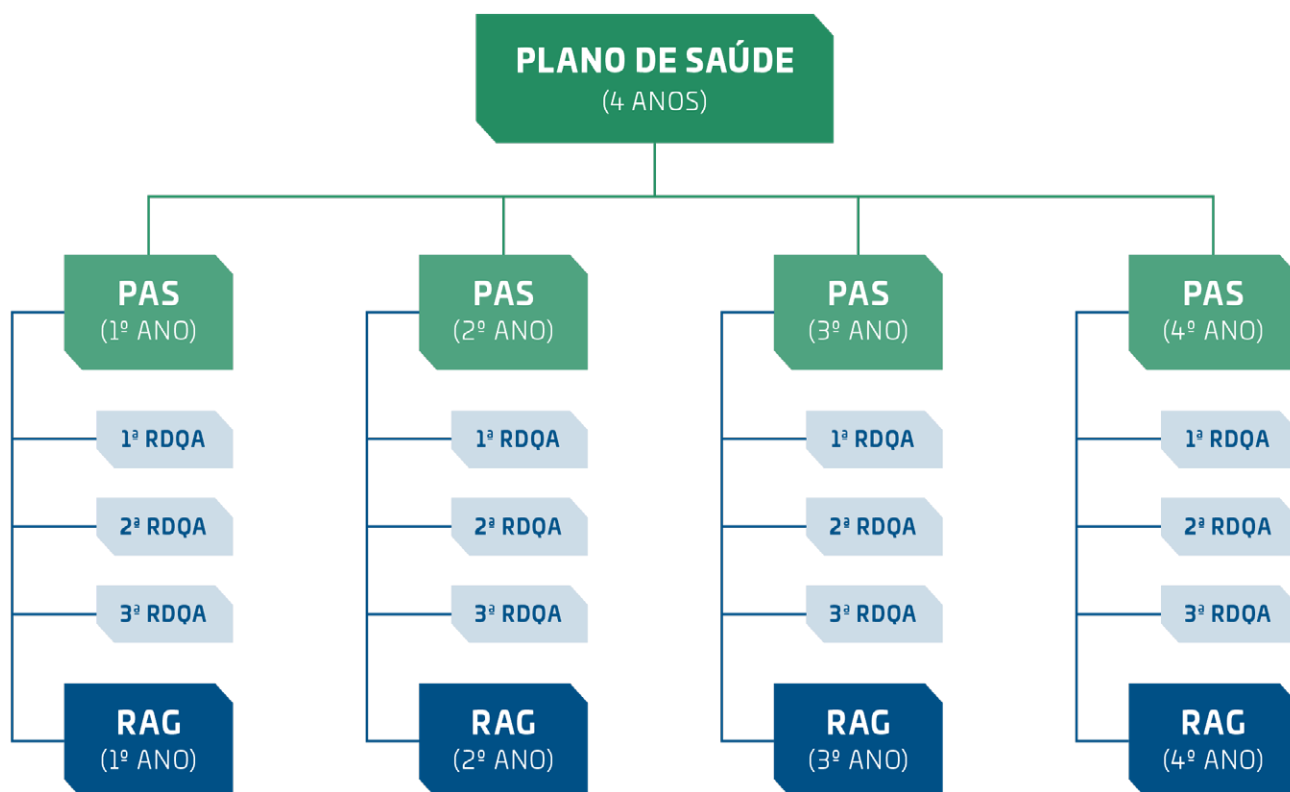 PLANO DE SAÚDE
(4 ANOS)
PAS
(1º ANO)
1ª RDQA
2ª RDQA
3ª RDQA
RAG
(1º ANO)
PAS
(2º ANO)
1ª RDQA
2ª RDQA
3ª RDQA
RAG
(2º ANO)
PAS
(3º ANO)
1ª RDQA
2ª RDQA
3ª RDQA
RAG
(3º ANO)
PAS
(4º ANO)
1ª RDQA
2ª RDQA
3ª RDQA
RAG
(4º ANO)